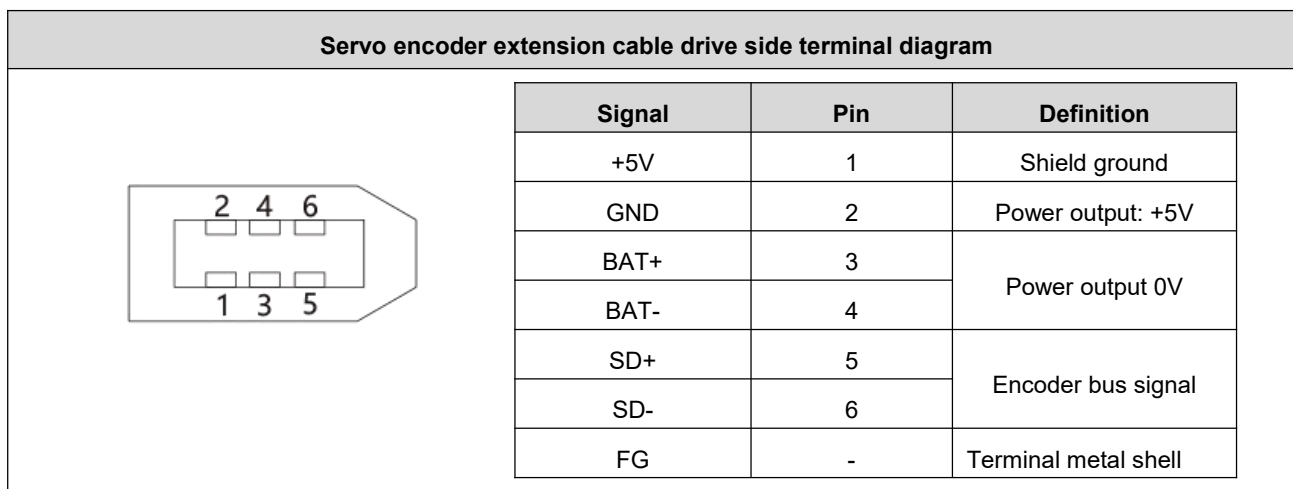 Servo encoder extension cable drive side terminal diagram
2 4 6
1 3 5
Signal Pin Definition
+5V 1 Shield ground
GND 2 Power output: +5V
BAT+ 3
Power output 0V
BAT- 4
SD+ 5
Encoder bus signal
SD- 6
FG - Terminal metal shell